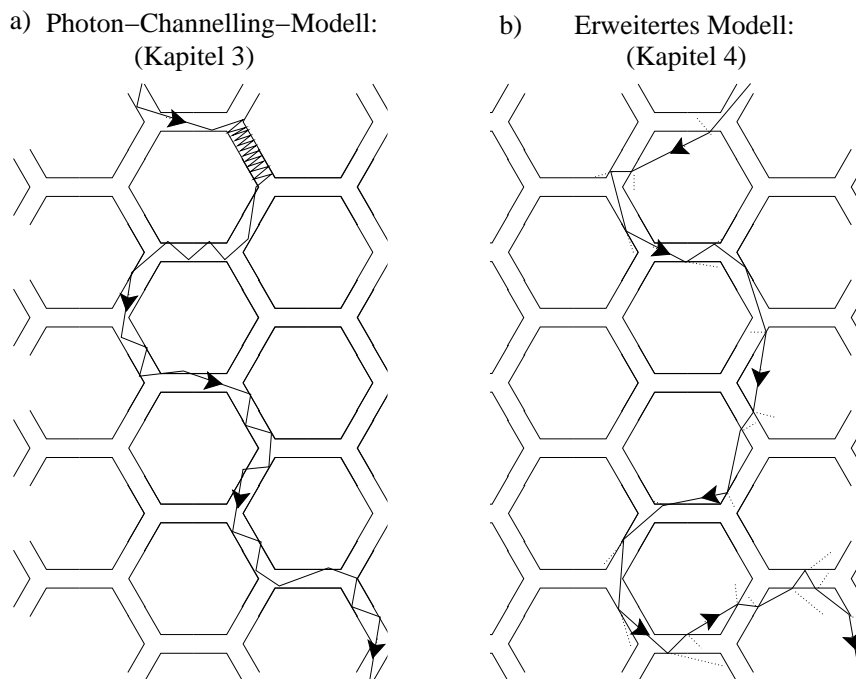 a) Photon–Channelling–Modell:
(Kapitel 3)
b) Erweitertes Modell:
(Kapitel 4)